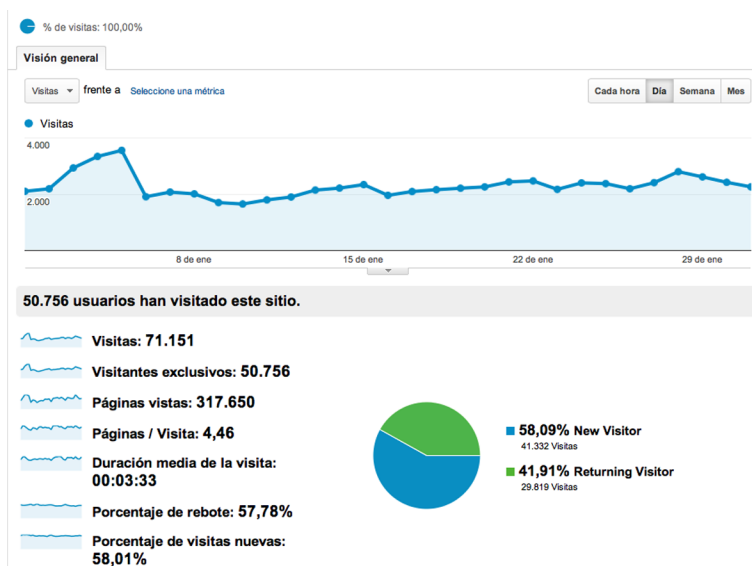 % de visitas: 100,00%
Visión general
Visitas frente a Seleccione una métrica
Cada hora Día Semana Mes
Visitas
4.000
2.000
8 de ene 15 de ene 22 de ene 29 de ene
50.756 usuarios han visitado este sitio.
Visitas: 71.151
Visitantes exclusivos: 50.756
Páginas vistas: 317.650
Páginas / Visita: 4,46
Duración media de la visita:
00:03:33
Porcentaje de rebote: 57,78%
Porcentaje de visitas nuevas:
58,01%
58,09% New Visitor
41.332 Visitas
41,91% Returning Visitor
29.819 Visitas